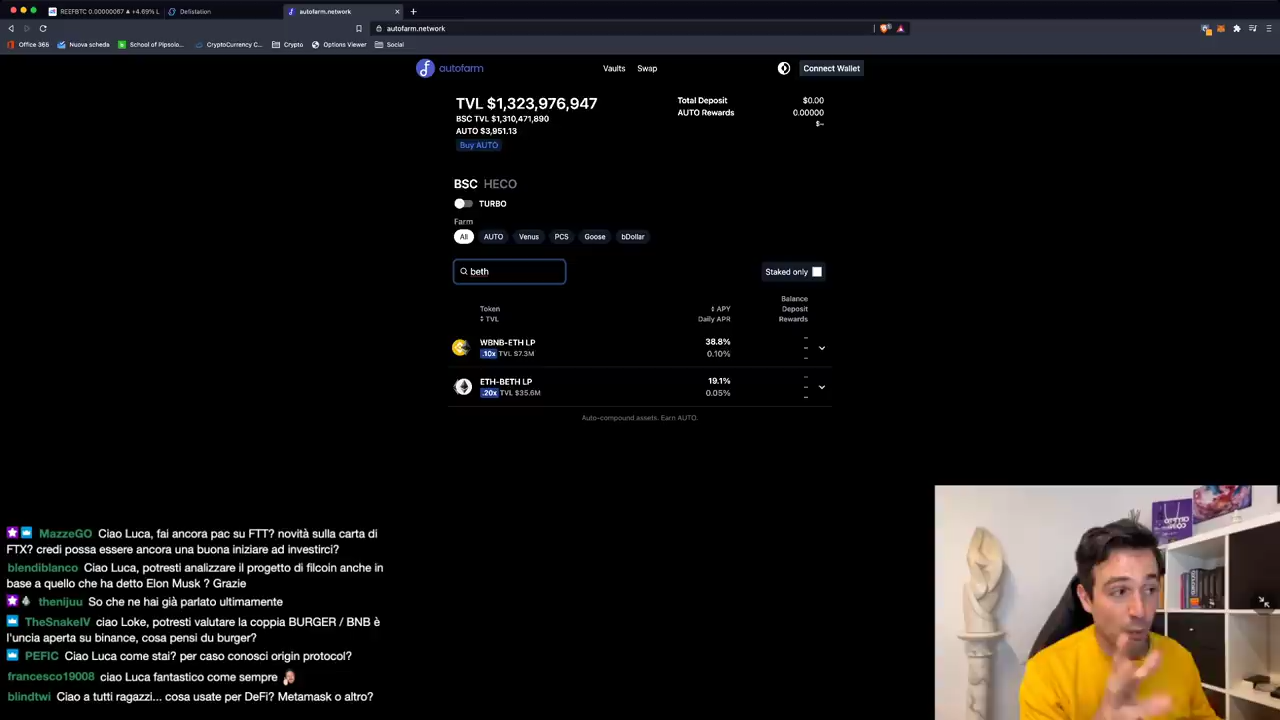 REEFBTC 0.00000067 ▲ +4.69% L
Defistation
autofarm.network
autofarm.network
Office 365
Nuova scheda
School of Pipsolo...
CryptoCurrency C...
Crypto
Options Viewer
Social
autofarm
Vaults
Swap
Connect Wallet
TVL $1,323,976,947
BSC TVL $1,310,471,890
AUTO $3,951.13
Buy AUTO
Total Deposit $0.00
AUTO Rewards 0.00000
$--
BSC HECO
TURBO
Farm
All AUTO Venus PCS Goose bDollar
beth
Staked only
Token
TVL
APY
Daily APR
Balance
Deposit
Rewards
WBNB-ETH LP
.10x TVL $7.3M
38.8%
0.10%
ETH-BETH LP
.20x TVL $35.6M
19.1%
0.05%
Auto-compound assets. Earn AUTO.
MazzeGO Ciao Luca, fai ancora pac su FTT? novità sulla carta di
FTX? credi possa essere ancora una buona iniziare ad investirci?
blendiblanco Ciao Luca, potresti analizzare il progetto di filcoin anche in
base a quello che ha detto Elon Musk ? Grazie
thenijuu So che ne hai già parlato ultimamente
TheSnakeIV ciao Loke, potresti valutare la coppia BURGER / BNB è
l'uncia aperta su binance, cosa pensi du burger?
PEFIC Ciao Luca come stai? per caso conosci origin protocol?
francesco19008 ciao Luca fantastico come sempre
blindtwi Ciao a tutti ragazzi... cosa usate per DeFi? Metamask o altro?